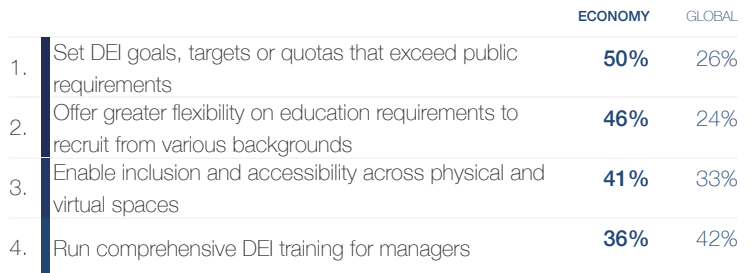 ECONOMY GLOBAL
1. Set DEI goals, targets or quotas that exceed public
requirements 50% 26%
2. Offer greater flexibility on education requirements to
recruit from various backgrounds 46% 24%
3. Enable inclusion and accessibility across physical and
virtual spaces 41% 33%
4. Run comprehensive DEI training for managers 36% 42%